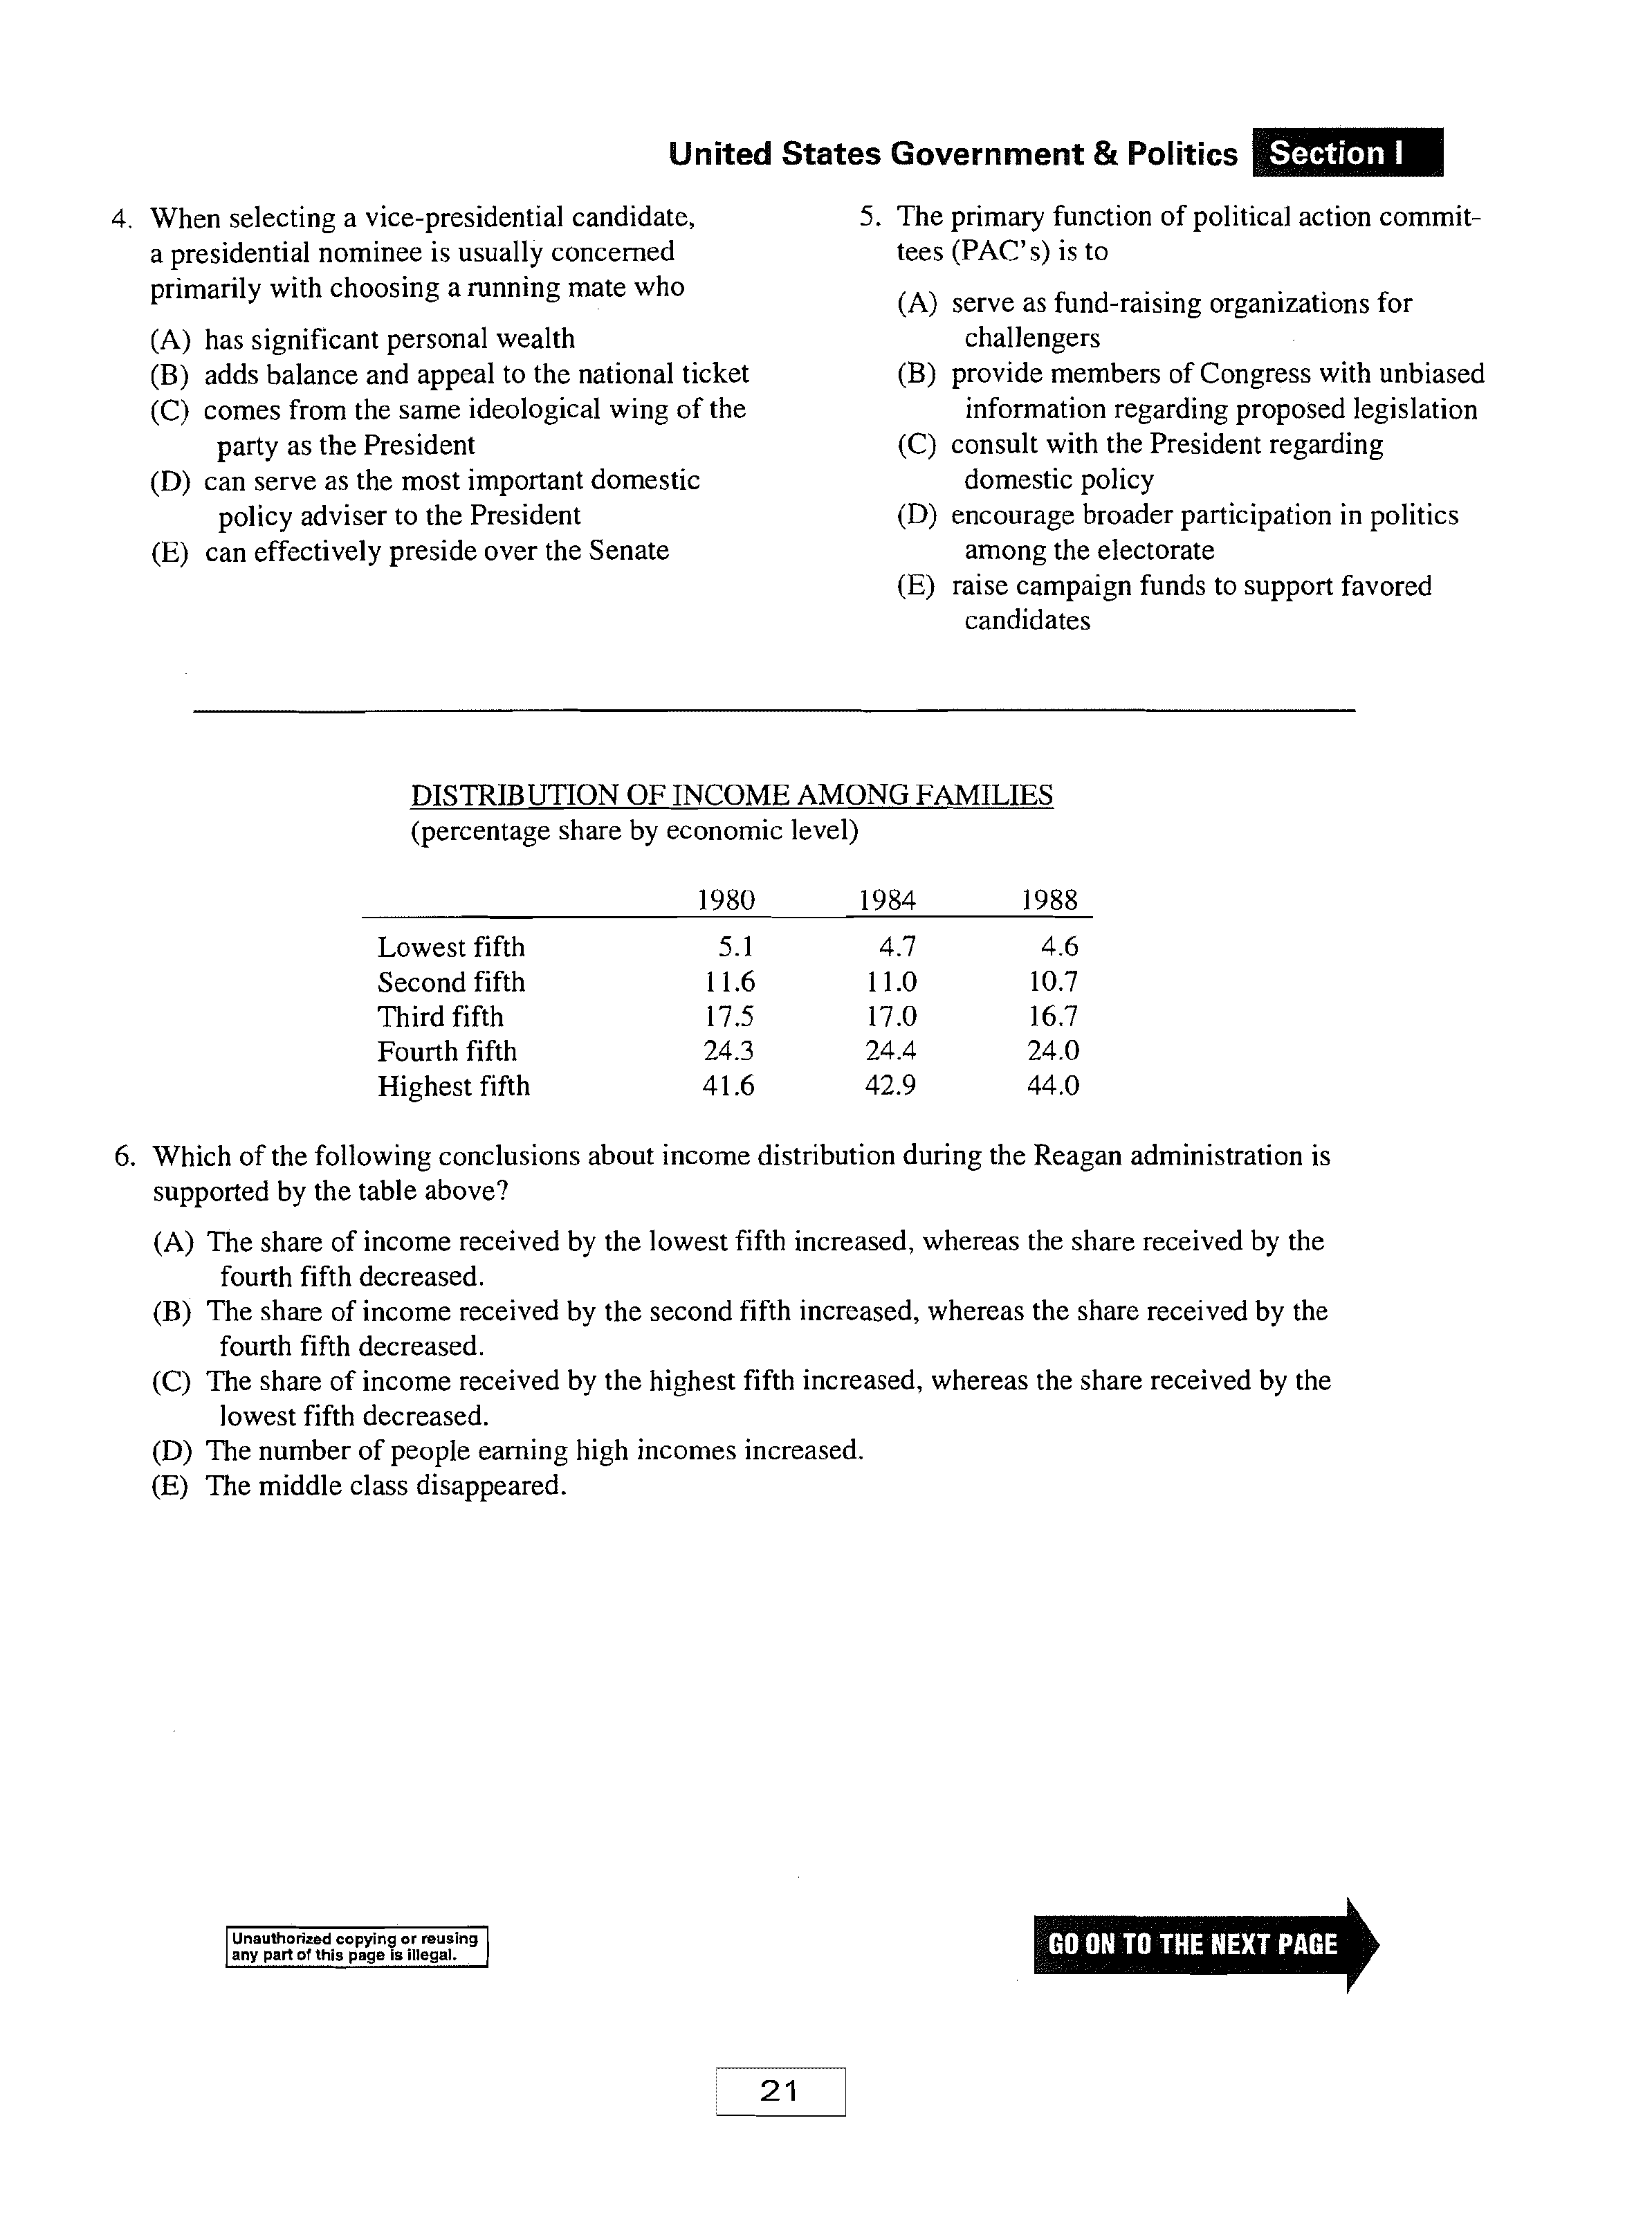 United States Government & Politics Section I
4. When selecting a vice-presidential candidate,
a presidential nominee is usually concerned
primarily with choosing a running mate who
(A) has significant personal wealth
(B) adds balance and appeal to the national ticket
(C) comes from the same ideological wing of the
party as the President
(D) can serve as the most important domestic
policy adviser to the President
(E) can effectively preside over the Senate
5. The primary function of political action commit-
tees (PAC's) is to
(A) serve as fund-raising organizations for
challengers
(B) provide members of Congress with unbiased
information regarding proposed legislation
(C) consult with the President regarding
domestic policy
(D) encourage broader participation in politics
among the electorate
(E) raise campaign funds to support favored
candidates
DISTRIBUTION OF INCOME AMONG FAMILIES
(percentage share by economic level)
1980 1984 1988
Lowest fifth 5.1 4.7 4.6
Second fifth 11.6 11.0 10.7
Third fifth 17.5 17.0 16.7
Fourth fifth 24.3 24.4 24.0
Highest fifth 41.6 42.9 44.0
6. Which of the following conclusions about income distribution during the Reagan administration is
supported by the table above?
(A) The share of income received by the lowest fifth increased, whereas the share received by the
fourth fifth decreased.
(B) The share of income received by the second fifth increased, whereas the share received by the
fourth fifth decreased.
(C) The share of income received by the highest fifth increased, whereas the share received by the
lowest fifth decreased.
(D) The number of people earning high incomes increased.
(E) The middle class disappeared.
Unauthorized copying or reusing
any part of this page is illegal.
GO ON TO THE NEXT PAGE
21